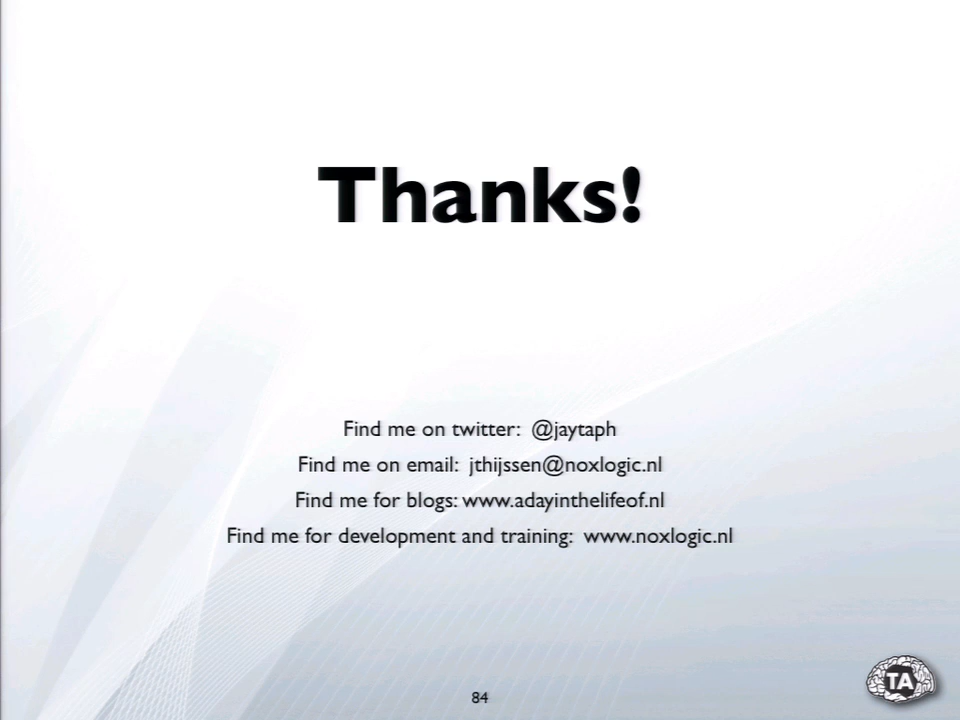 Thanks!
Find me on twitter: @jaytaph
Find me on email: jthijssen@noxlogic.nl
Find me for blogs: www.adayinthelifeof.nl
Find me for development and training: www.noxlogic.nl
TA
84